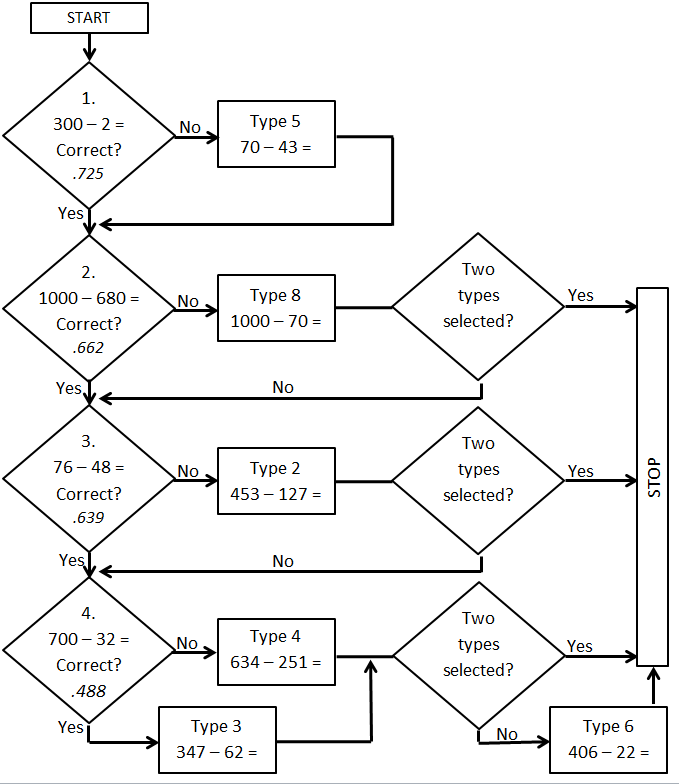 START
1.
300 – 2 =
Correct?
.725
No
Type 5
70 – 43 =
Yes
2.
1000 – 680 =
Correct?
.662
No
Type 8
1000 – 70 =
Two
types
selected?
Yes
Yes
No
3.
76 – 48 =
Correct?
.639
No
Type 2
453 – 127 =
Two
types
selected?
Yes
STOP
Yes
No
4.
700 – 32 =
Correct?
.488
No
Type 4
634 – 251 =
Two
types
selected?
Yes
Yes
Type 3
347 – 62 =
No
Type 6
406 – 22 =